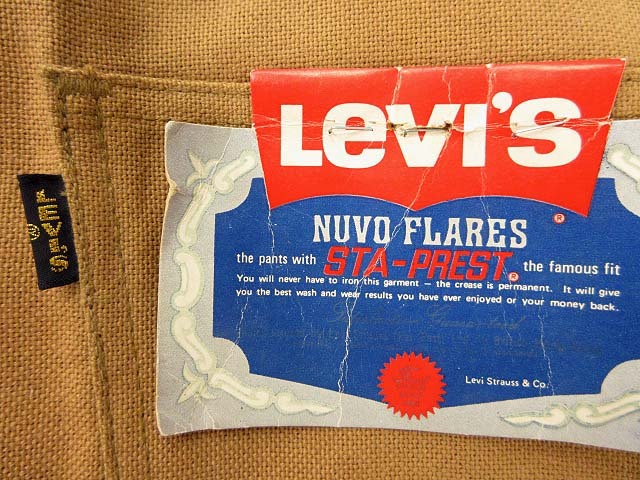 LEVI'S
®
LEVI'S
®
NUVO FLARES
the pants with STA-PREST® the famous fit
You will never have to iron this garment — the crease is permanent. It will give
you the best wash and wear results you have ever enjoyed or your money back.
Levi Strauss & Co.